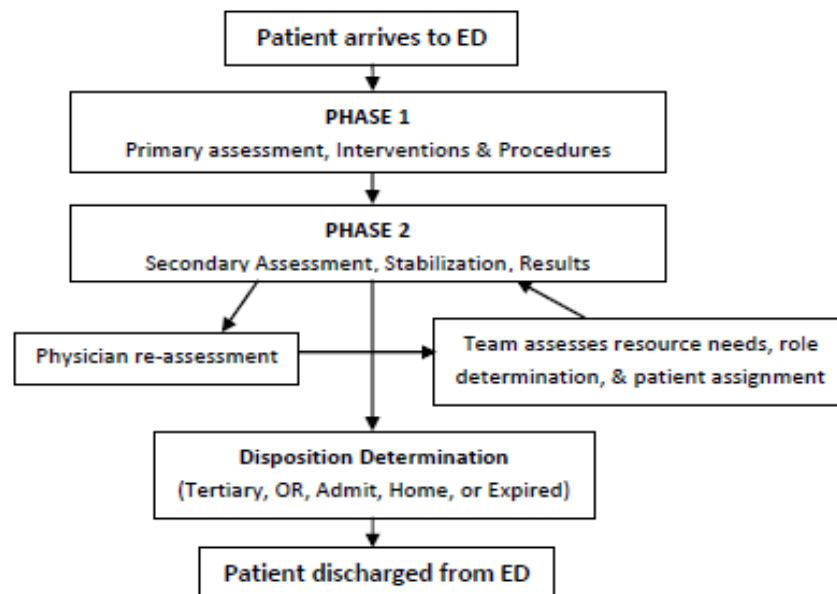 Patient arrives to ED
PHASE 1
Primary assessment, Interventions & Procedures
PHASE 2
Secondary Assessment, Stabilization, Results
Physician re-assessment
Team assesses resource needs, role
determination, & patient assignment
Disposition Determination
(Tertiary, OR, Admit, Home, or Expired)
Patient discharged from ED